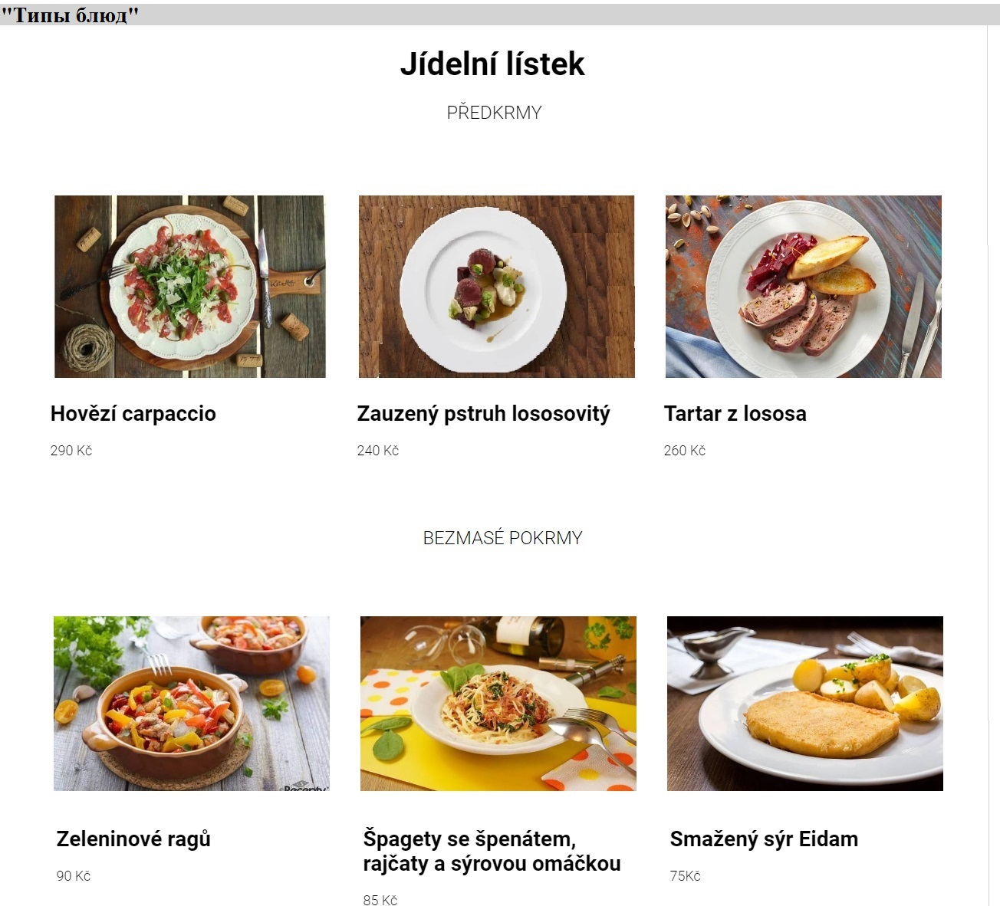 "Типы блюд"
Jídelní lístek
PŘEDKRMY
Hovězí carpaccio
Zauzený pstruh lososovitý
Tartar z lososa
290 Kč
240 Kč
260 Kč
BEZMASÉ POKRMY
Zeleninové ragů
Špagety se špenátem,
rajčaty a sýrovou omáčkou
Smažený sýr Eidam
90 Kč
85 Kč
75Kč